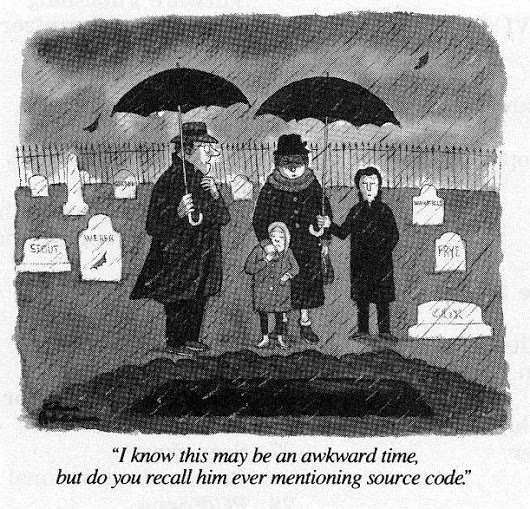 STOUT
WEBER
FRYE
“I know this may be an awkward time,
but do you recall him ever mentioning source code.”